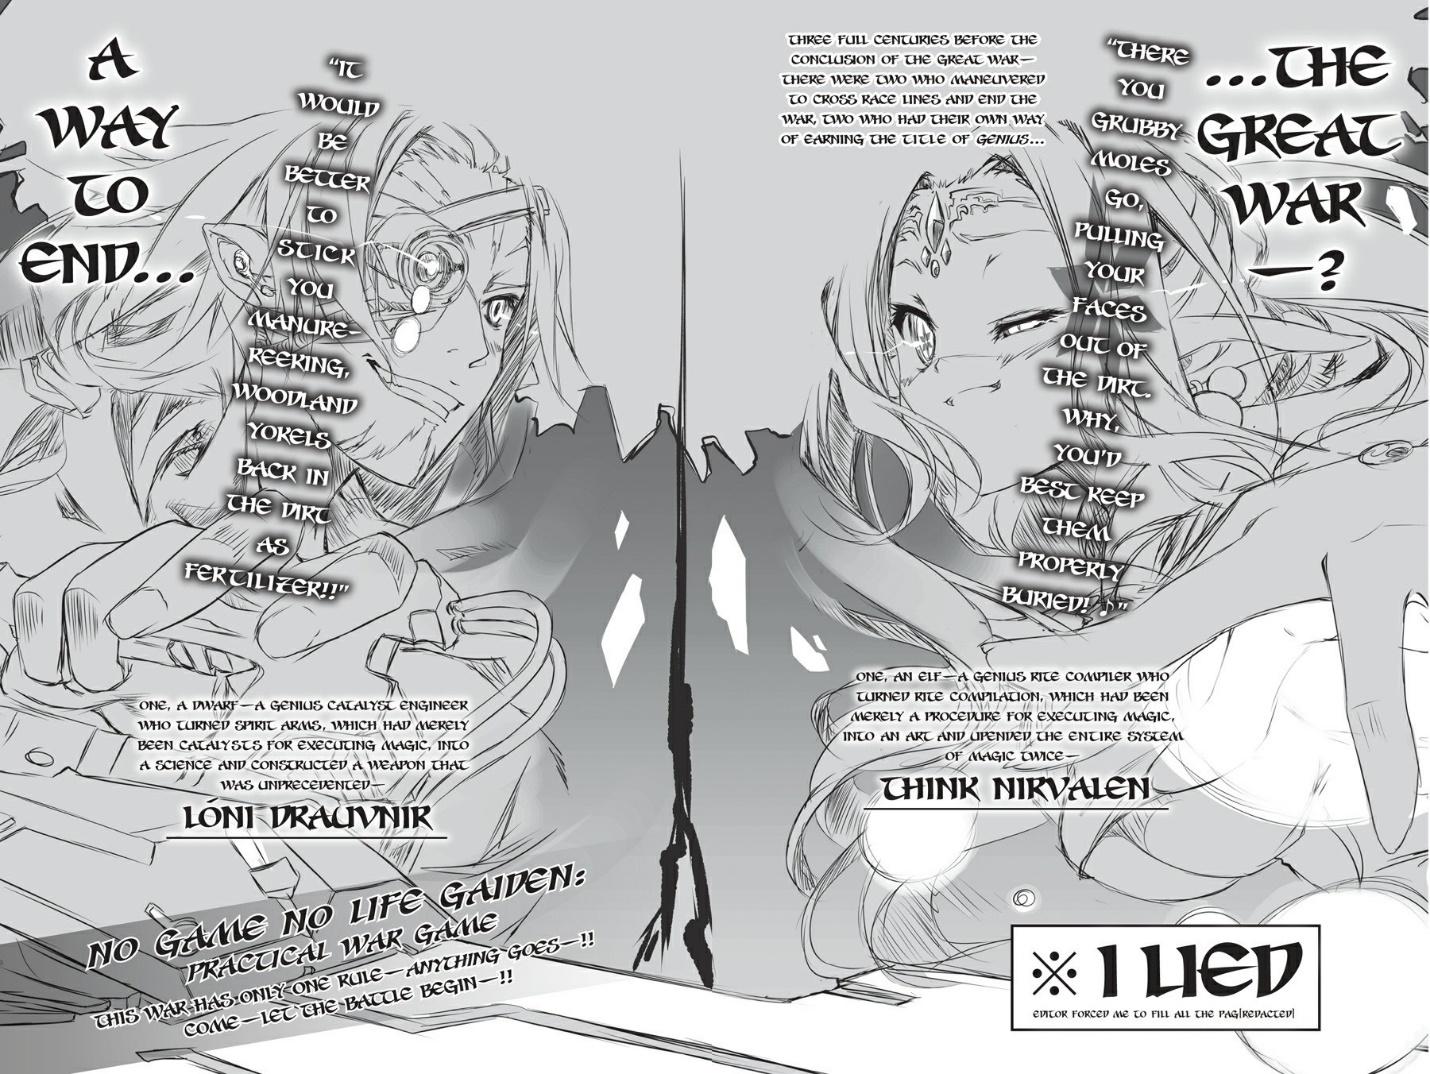 A
WAY
TO
END...
"IT
WOULD
BE
BETTER
TO
STICK
YOU
MANURE-
REEKING,
WOODLAND
YOKELS
BACK IN
THE DIRT
AS
FERTILIZER!!"
ONE, A DWARF—A GENIUS CATALYST ENGINEER
WHO TURNED SPIRIT ARMS, WHICH HAD MERELY
BEEN CATALYSTS FOR EXECUTING MAGIC, INTO
A SCIENCE AND CONSTRUCTED A WEAPON THAT
WAS UNPRECEDENTED—
LÓNI DRAUVNIR
NO GAME NO LIFE GAIDEN:
PRACTICAL WAR GAME
THIS WAR HAS ONLY ONE RULE—ANYTHING GOES—!!
COME—LET THE BATTLE BEGIN—!!
THREE FULL CENTURIES BEFORE THE
CONCLUSION OF THE GREAT WAR—
THERE WERE TWO WHO MANEUVERED
TO CROSS RACE LINES AND END THE
WAR, TWO WHO HAD THEIR OWN WAY
OF EARNING THE TITLE OF GENIUS...
"THERE
YOU
GRUBBY
MOLES
GO,
PULLING
YOUR
FACES
OUT OF
THE DIRT.
WHY,
YOU'D
BEST KEEP
THEM
PROPERLY
BURIED! ♪"
...THE
GREAT
WAR
—?
ONE, AN ELF—A GENIUS RITE COMPILER WHO
TURNED RITE COMPILATION, WHICH HAD BEEN
MERELY A PROCEDURE FOR EXECUTING MAGIC,
INTO AN ART AND UPENDED THE ENTIRE SYSTEM
OF MAGIC TWICE—
THINK NIRVALEN
※ I LIED
EDITOR FORCED ME TO FILL ALL THE PAG[REDACTED]